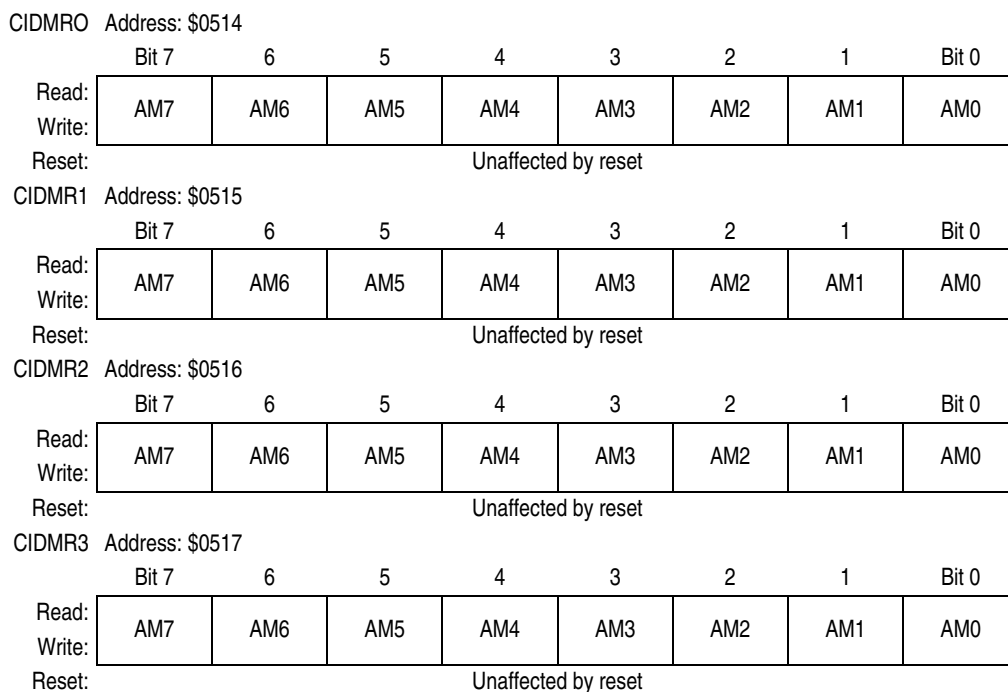 CIDMRO Address: $0514
Bit 7 6 5 4 3 2 1 Bit 0
Read:
AM7 AM6 AM5 AM4 AM3 AM2 AM1 AM0
Write:
Reset: Unaffected by reset
CIDMR1 Address: $0515
Bit 7 6 5 4 3 2 1 Bit 0
Read:
AM7 AM6 AM5 AM4 AM3 AM2 AM1 AM0
Write:
Reset: Unaffected by reset
CIDMR2 Address: $0516
Bit 7 6 5 4 3 2 1 Bit 0
Read:
AM7 AM6 AM5 AM4 AM3 AM2 AM1 AM0
Write:
Reset: Unaffected by reset
CIDMR3 Address: $0517
Bit 7 6 5 4 3 2 1 Bit 0
Read:
AM7 AM6 AM5 AM4 AM3 AM2 AM1 AM0
Write:
Reset: Unaffected by reset